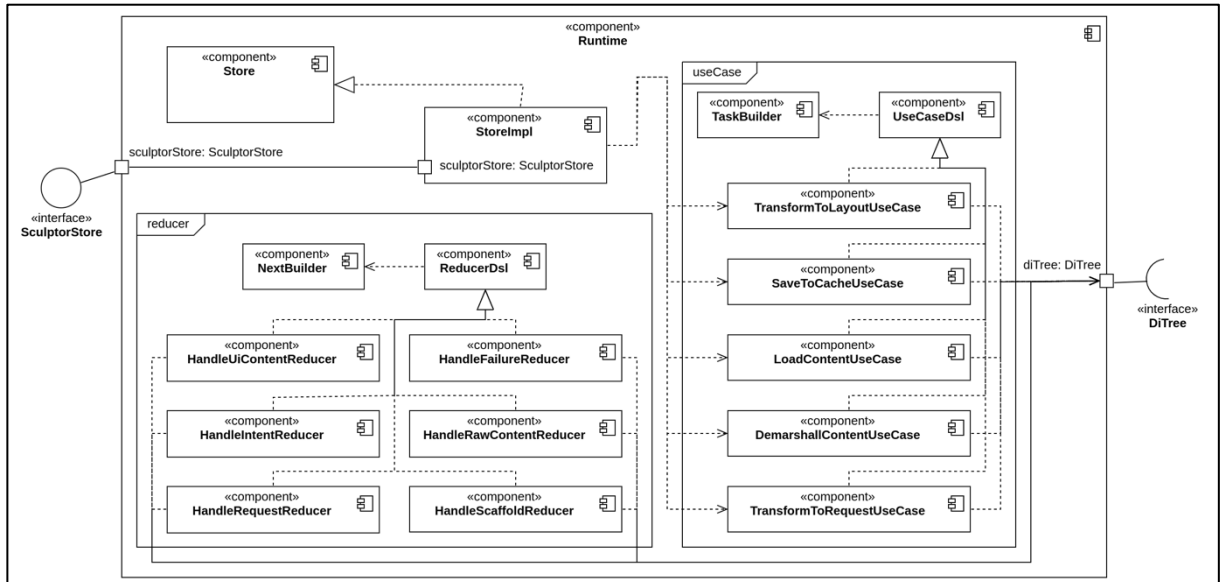 «component»
Runtime
«component»
Store
«component»
StoreImpl
sculptorStore: SculptorStore
sculptorStore: SculptorStore
«interface»
SculptorStore
reducer
«component»
NextBuilder
«component»
ReducerDsl
«component»
HandleUiContentReducer
«component»
HandleFailureReducer
«component»
HandleIntentReducer
«component»
HandleRawContentReducer
«component»
HandleRequestReducer
«component»
HandleScaffoldReducer
useCase
«component»
TaskBuilder
«component»
UseCaseDsl
«component»
TransformToLayoutUseCase
«component»
SaveToCacheUseCase
«component»
LoadContentUseCase
«component»
DemarshallContentUseCase
«component»
TransformToRequestUseCase
diTree: DiTree
«interface»
DiTree